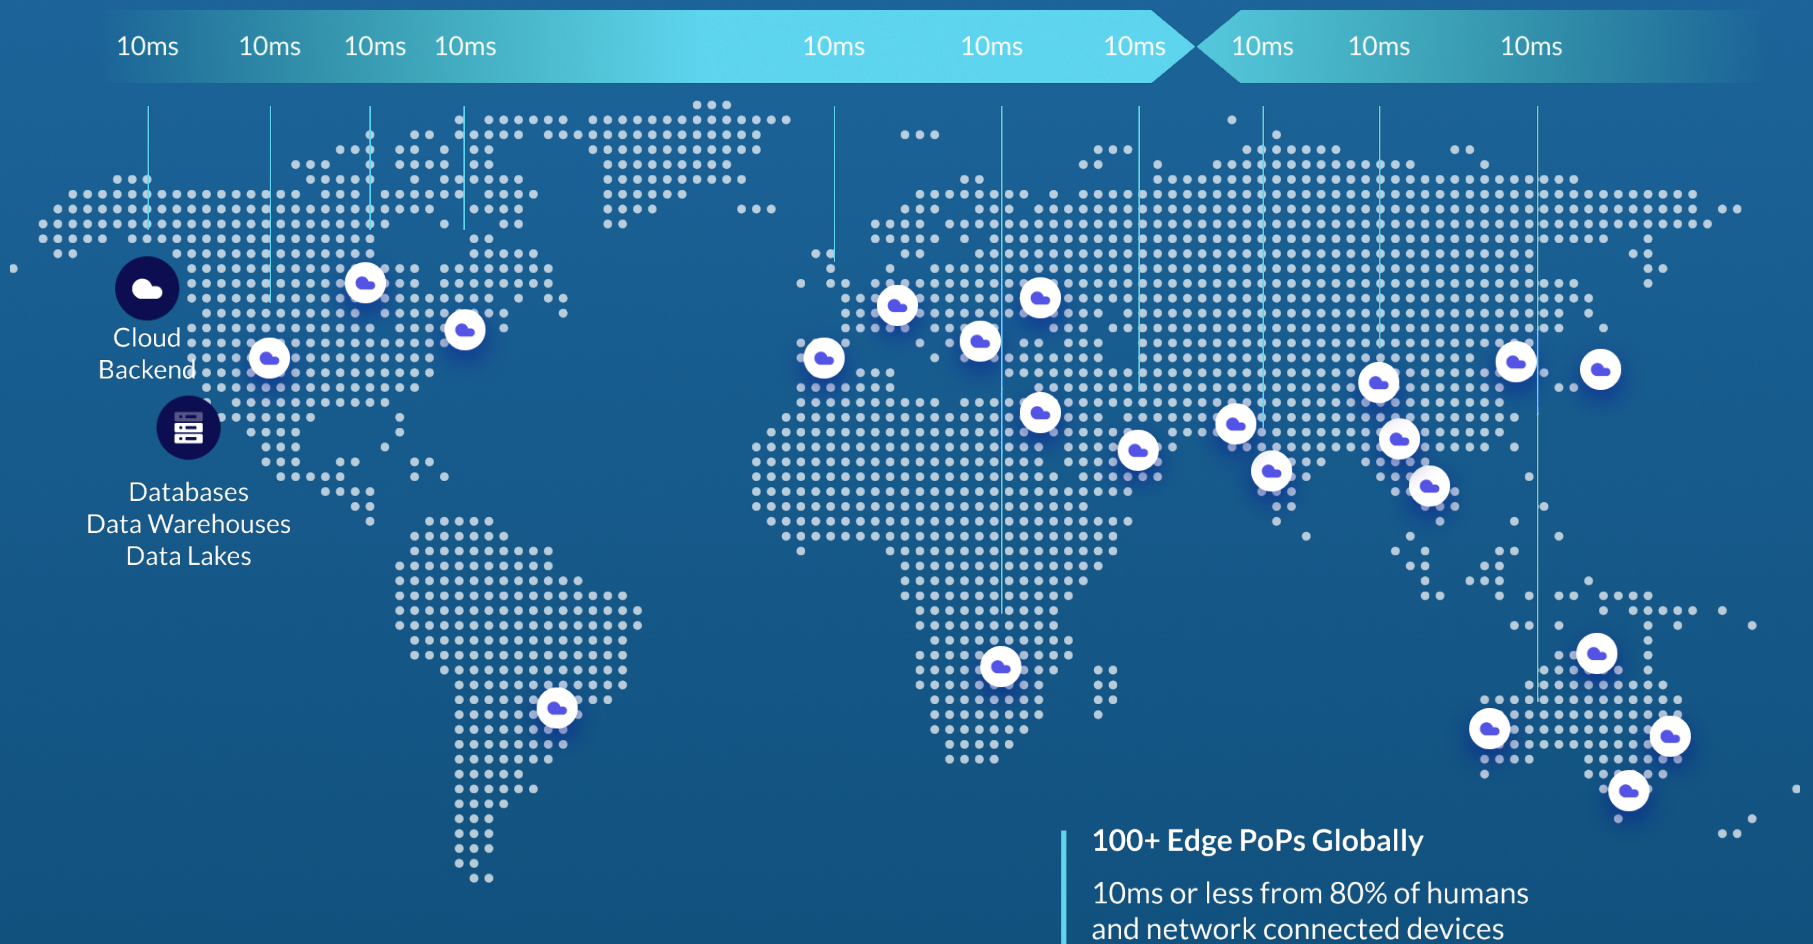 10ms 10ms 10ms 10ms 10ms 10ms 10ms 10ms 10ms 10ms
Cloud
Backend
Databases
Data Warehouses
Data Lakes
100+ Edge PoPs Globally
10ms or less from 80% of humans
and network connected devices